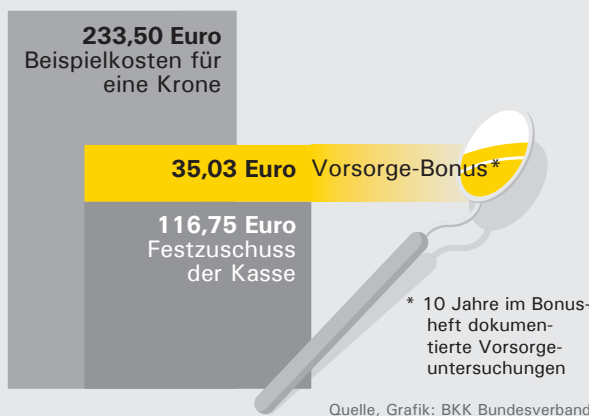 233,50 Euro
Beispielkosten für
eine Krone
35,03 Euro Vorsorge-Bonus*
116,75 Euro
Festzuschuss
der Kasse
* 10 Jahre im Bonus-
heft dokumen-
tierte Vorsorge-
untersuchungen
Quelle, Grafik: BKK Bundesverband